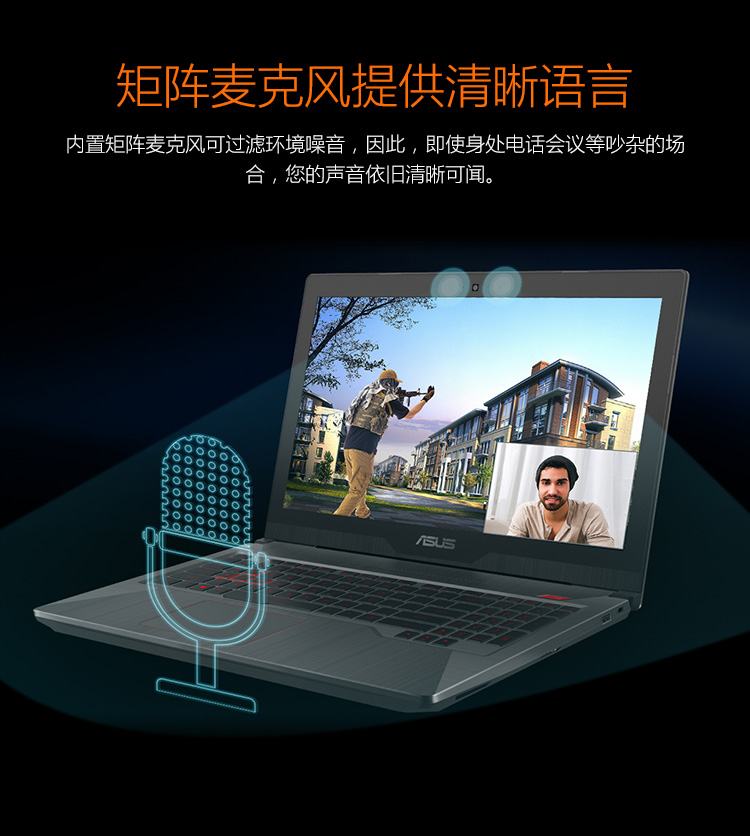 矩阵麦克风提供清晰语言
内置矩阵麦克风可过滤环境噪音，因此，即使身处电话会议等吵杂的场
合，您的声音依旧清晰可闻。
ASUS